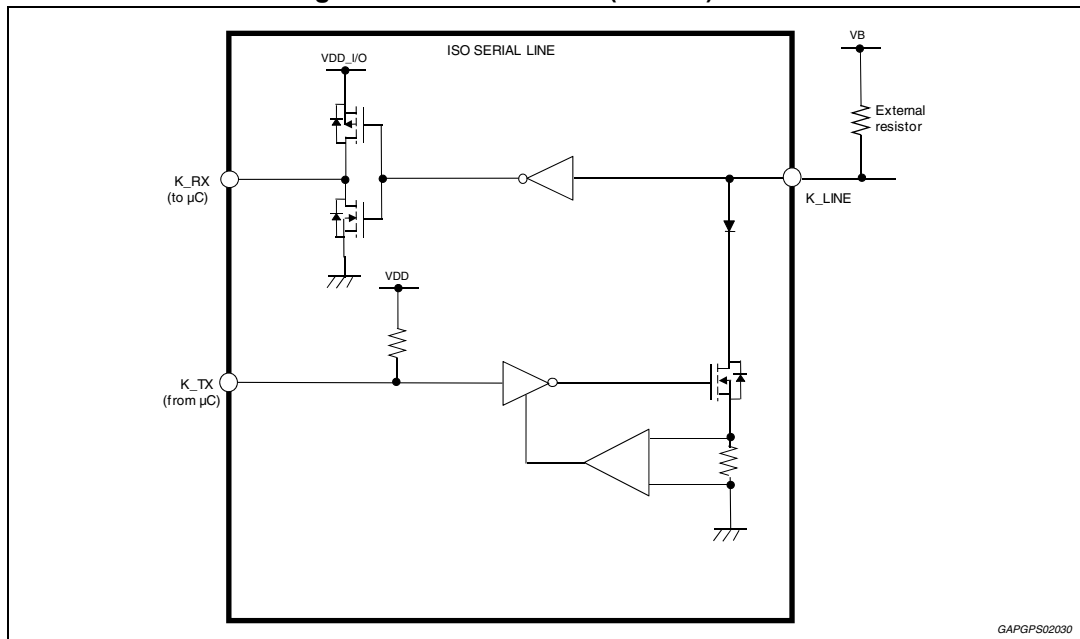 ISO SERIAL LINE
VB
VDD_I/O
External
resistor
K_RX
(to µC)
K_LINE
VDD
K_TX
(from µC)
GAPGPS02030